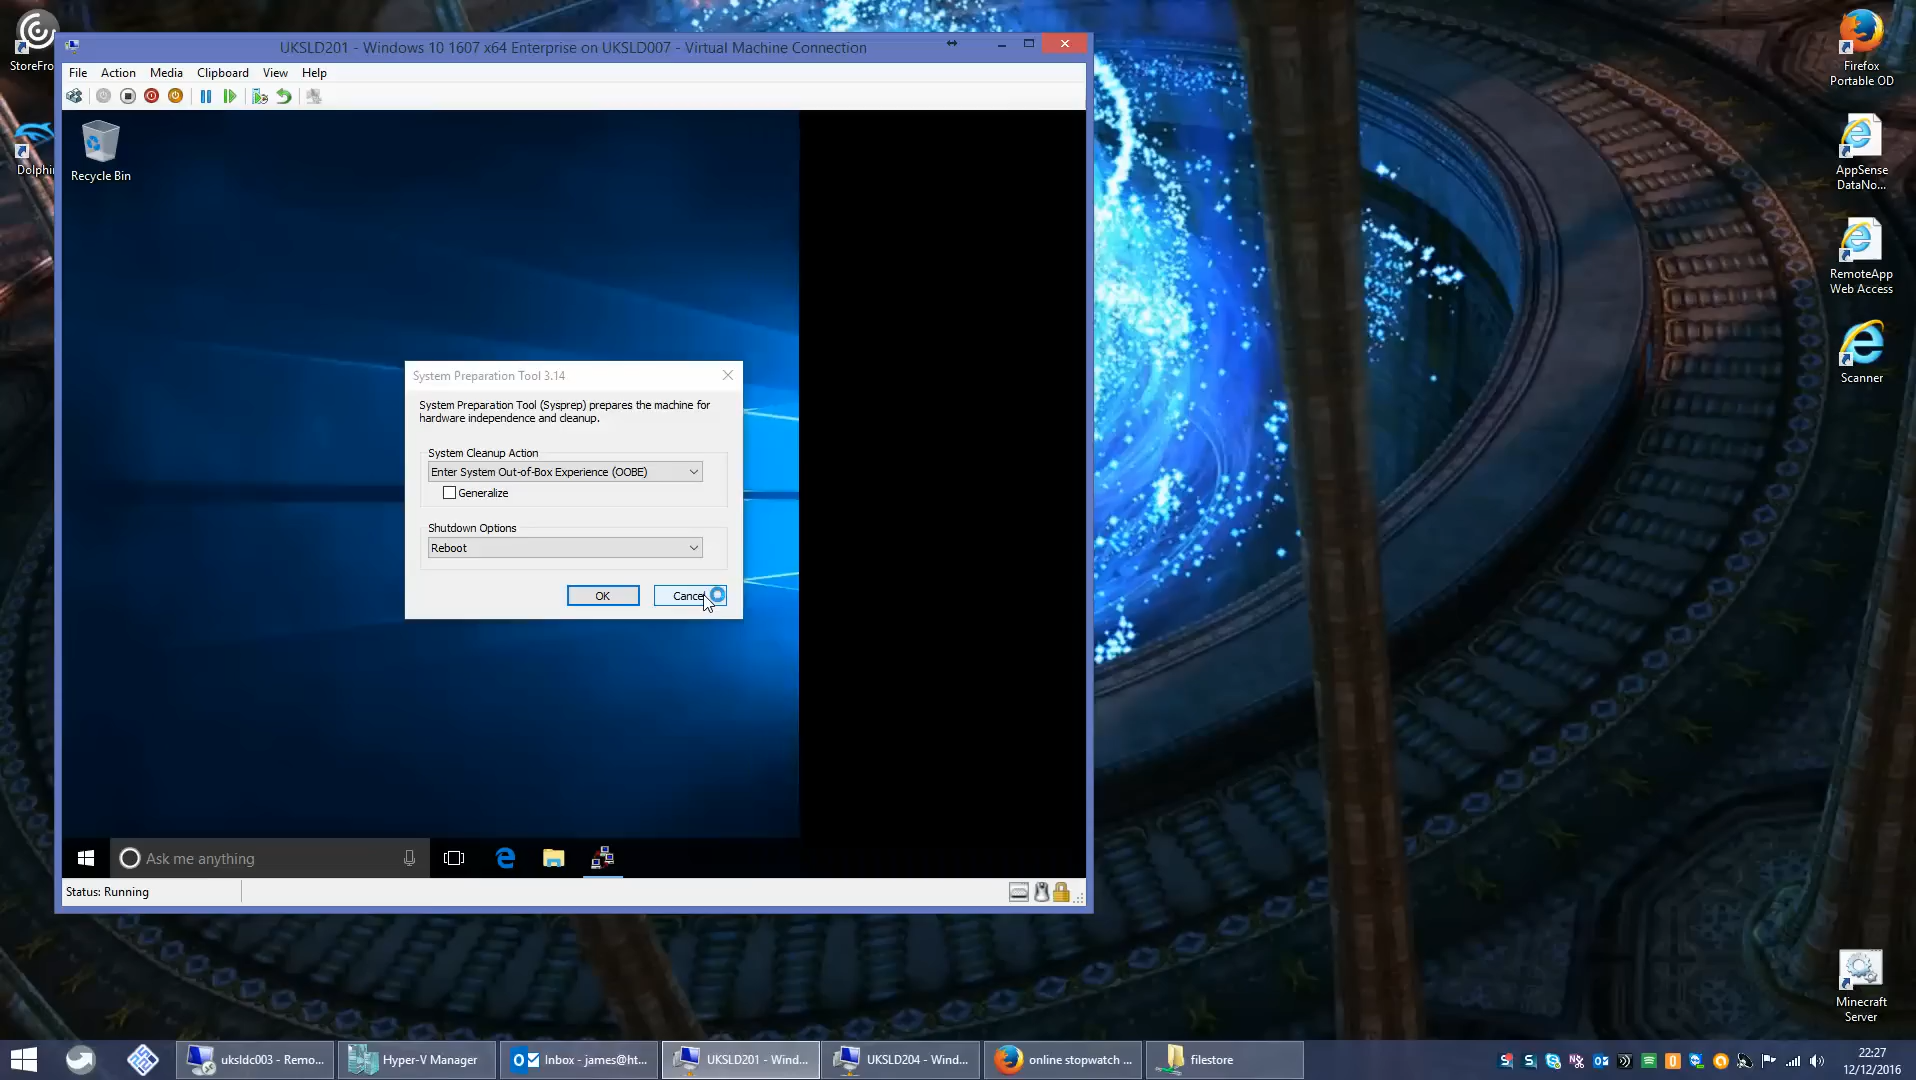 StoreFro
Dolphin
UKSLD201 - Windows 10 1607 x64 Enterprise on UKSLD007 - Virtual Machine Connection
File Action Media Clipboard View Help
Recycle Bin
System Preparation Tool 3.14
System Preparation Tool (Sysprep) prepares the machine for
hardware independence and cleanup.
System Cleanup Action
Enter System Out-of-Box Experience (OOBE)
Generalize
Shutdown Options
Reboot
OK Cancel
Ask me anything
Status: Running
Firefox
Portable OD
AppSense
DataNo...
RemoteApp
Web Access
Scanner
Minecraft
Server
uksldc003 - Remo...
Hyper-V Manager
Inbox - james@ht...
UKSLD201 - Wind...
UKSLD204 - Wind...
online stopwatch ...
filestore
22:27
12/12/2016